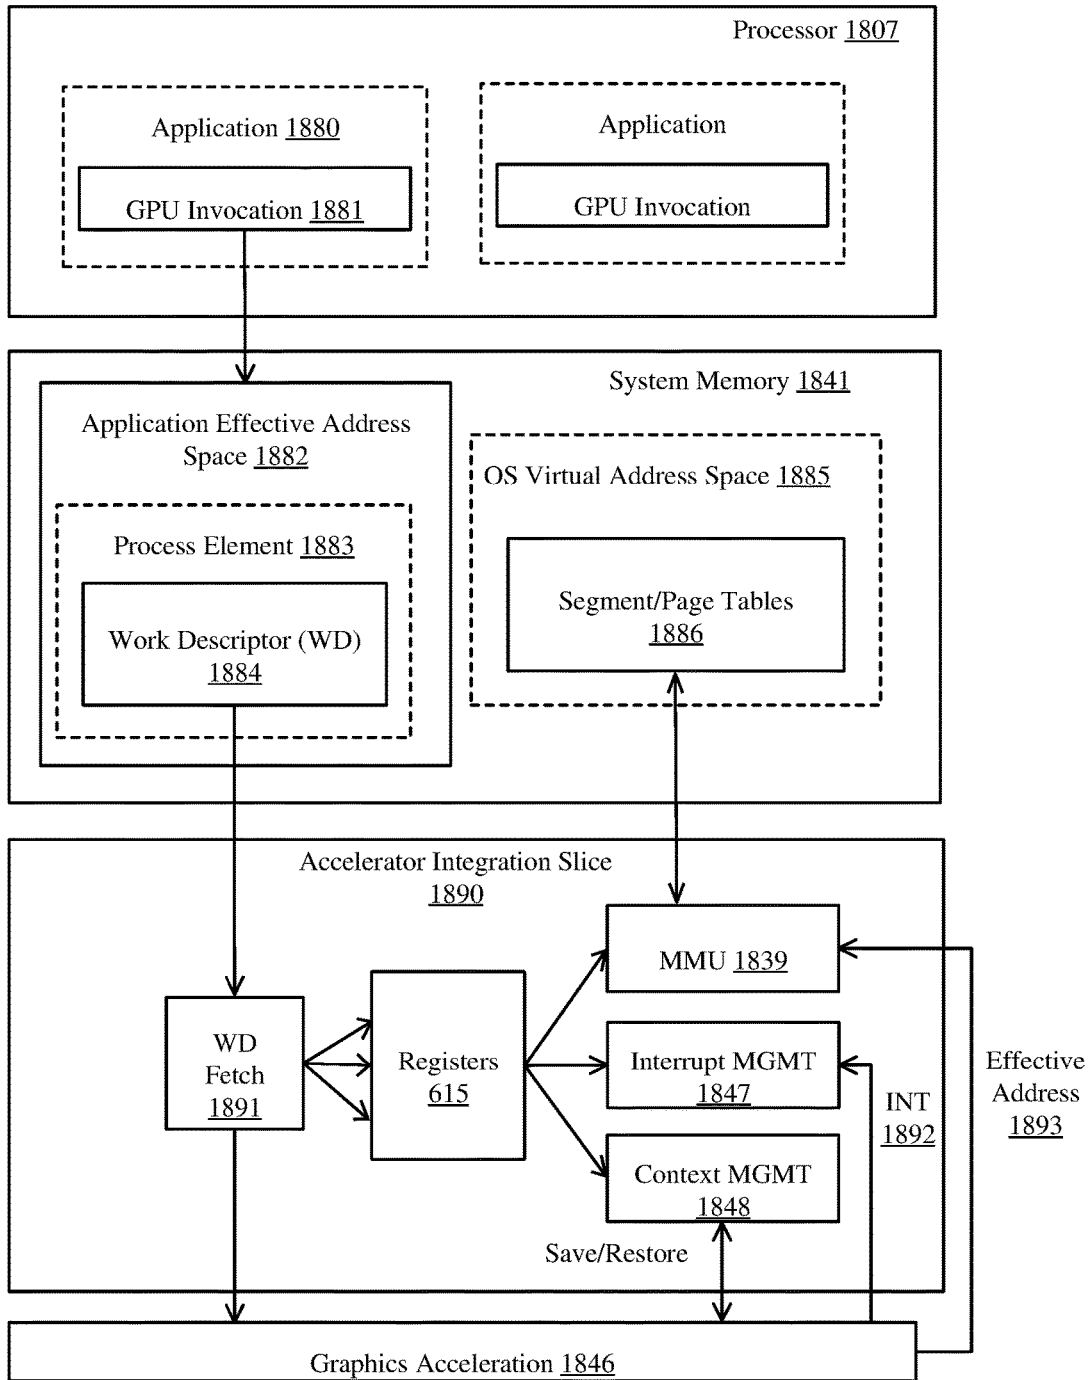 Processor 1807
Application 1880
GPU Invocation 1881
Application
GPU Invocation
System Memory 1841
Application Effective Address
Space 1882
Process Element 1883
Work Descriptor (WD)
1884
OS Virtual Address Space 1885
Segment/Page Tables
1886
Accelerator Integration Slice
1890
WD
Fetch
1891
Registers
615
MMU 1839
Interrupt MGMT
1847
Context MGMT
1848
Save/Restore
INT
1892
Effective
Address
1893
Graphics Acceleration 1846